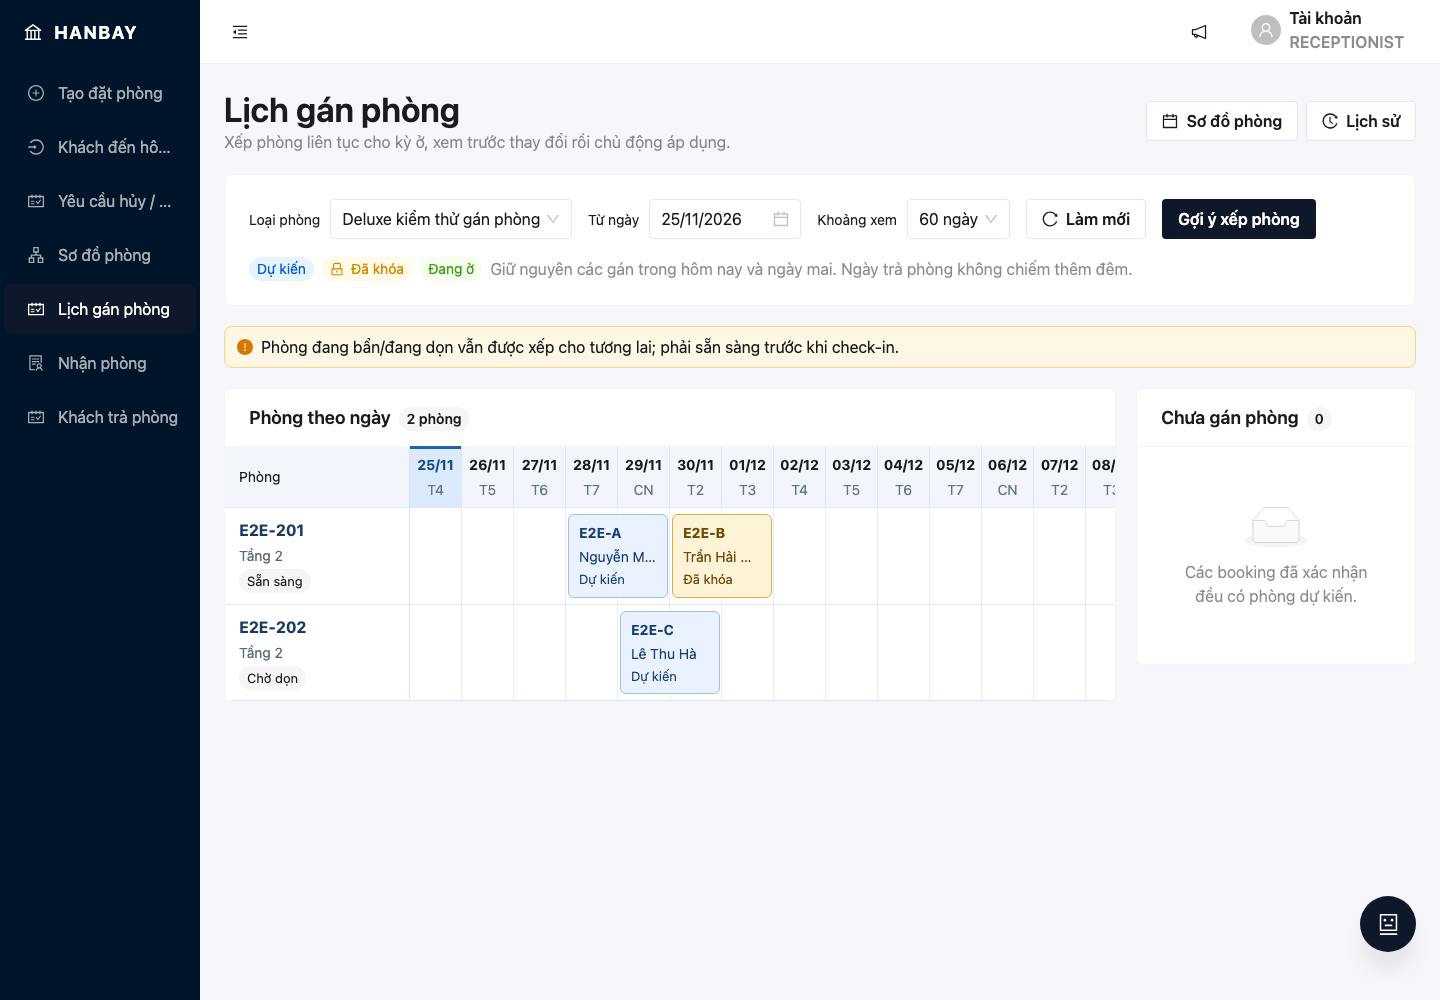 HANBAY
Tài khoản
RECEPTIONIST
Tạo đặt phòng
Khách đến hô...
Yêu cầu hủy / ...
Sơ đồ phòng
Lịch gán phòng
Nhận phòng
Khách trả phòng
Lịch gán phòng
Xếp phòng liên tục cho kỳ ở, xem trước thay đổi rồi chủ động áp dụng.
Sơ đồ phòng
Lịch sử
Loại phòng Deluxe kiểm thử gán phòng Từ ngày 25/11/2026 Khoảng xem 60 ngày Làm mới Gợi ý xếp phòng
Dự kiến Đã khóa Đang ở Giữ nguyên các gán trong hôm nay và ngày mai. Ngày trả phòng không chiếm thêm đêm.
Phòng đang bẩn/đang dọn vẫn được xếp cho tương lai; phải sẵn sàng trước khi check-in.
Phòng theo ngày 2 phòng
Phòng
25/11 26/11 27/11 28/11 29/11 30/11 01/12 02/12 03/12 04/12 05/12 06/12 07/12 08/
T4 T5 T6 T7 CN T2 T3 T4 T5 T6 T7 CN T2 T3
E2E-201
Tầng 2
Sẵn sàng
E2E-A
Nguyễn M...
Dự kiến
E2E-B
Trần Hải ...
Đã khóa
E2E-202
Tầng 2
Chờ dọn
E2E-C
Lê Thu Hà
Dự kiến
Chưa gán phòng 0
Các booking đã xác nhận
đều có phòng dự kiến.